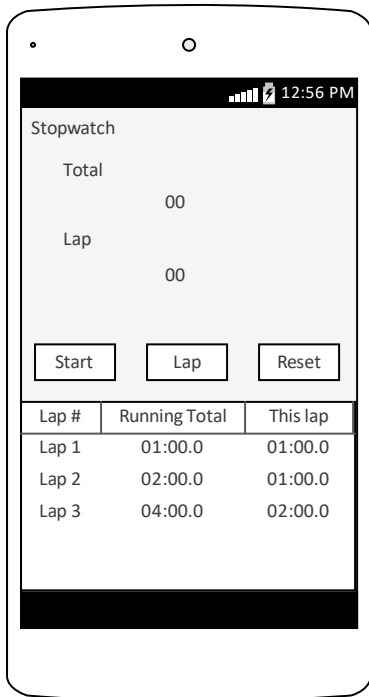 12:56 PM
Stopwatch
Total
00
Lap
00
Start Lap Reset
Lap # Running Total This lap
Lap 1 01:00.0 01:00.0
Lap 2 02:00.0 01:00.0
Lap 3 04:00.0 02:00.0